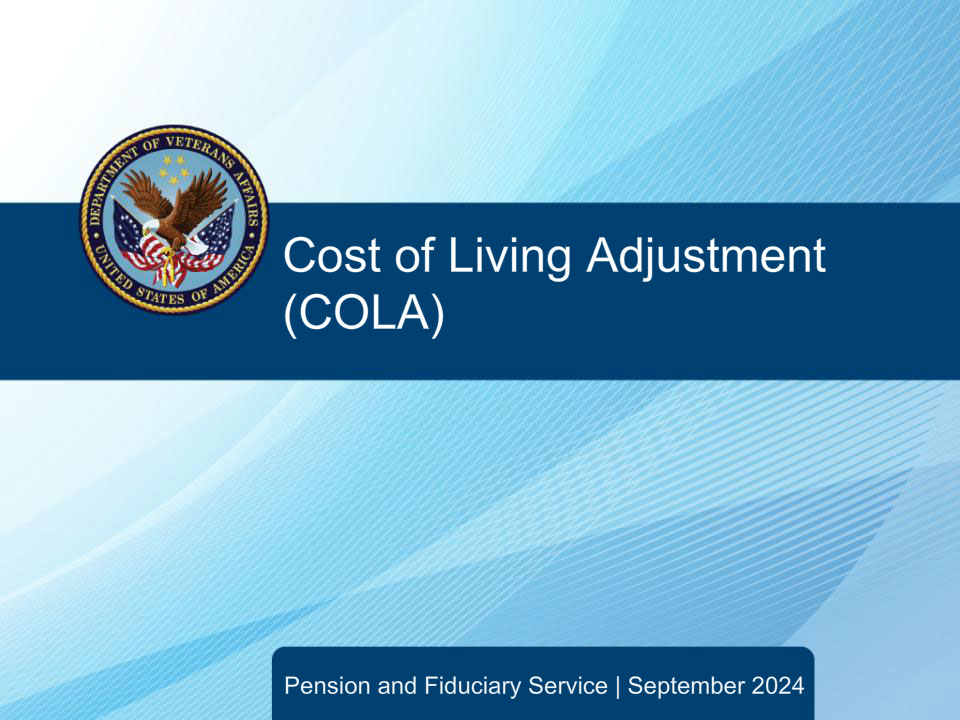 DEPARTMENT OF VETERANS AFFAIRS
UNITED STATES OF AMERICA
Cost of Living Adjustment
(COLA)
Pension and Fiduciary Service | September 2024